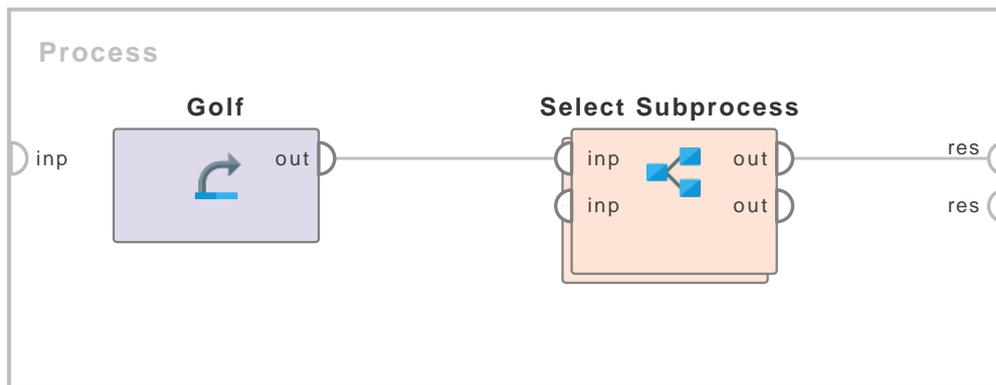 Process
Golf
Select Subprocess
inp
out
inp
out
res
inp
out
res